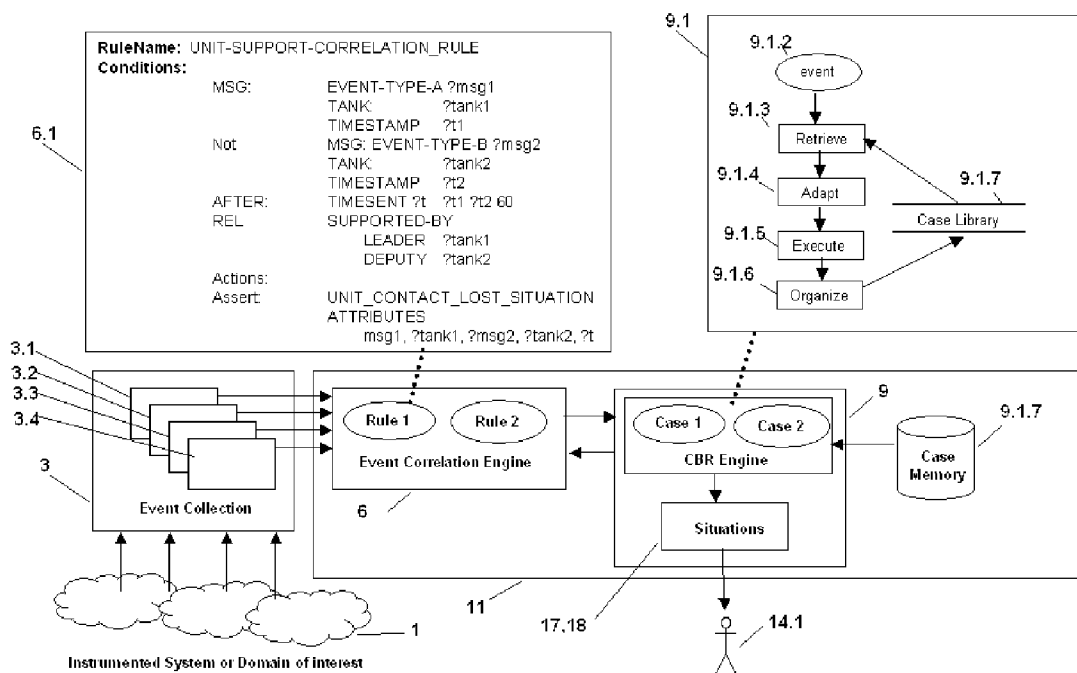 RuleName: UNIT-SUPPORT-CORRELATION_RULE
Conditions:
MSG: EVENT-TYPE-A ?msg1
TANK: ?tank1
TIMESTAMP ?t1
Not MSG: EVENT-TYPE-B ?msg2
TANK: ?tank2
TIMESTAMP ?t2
AFTER: TIMESENT ?t ?t1 ?t2 60
REL SUPPORTED-BY
LEADER ?tank1
DEPUTY ?tank2
Actions:
Assert: UNIT_CONTACT_LOST_SITUATION
ATTRIBUTES
msg1, ?tank1, ?msg2, ?tank2, ?t
6.1
9.1
9.1.2
event
9.1.3
Retrieve
9.1.4
Adapt
9.1.7
Case Library
9.1.5
Execute
9.1.6
Organize
3.1
3.2
3.3
3.4
3
Event Collection
Rule 1
Rule 2
Event Correlation Engine
6
Case 1
Case 2
CBR Engine
9
9.1.7
Case
Memory
Situations
11
17,18
14.1
1
Instrumented System or Domain of interest